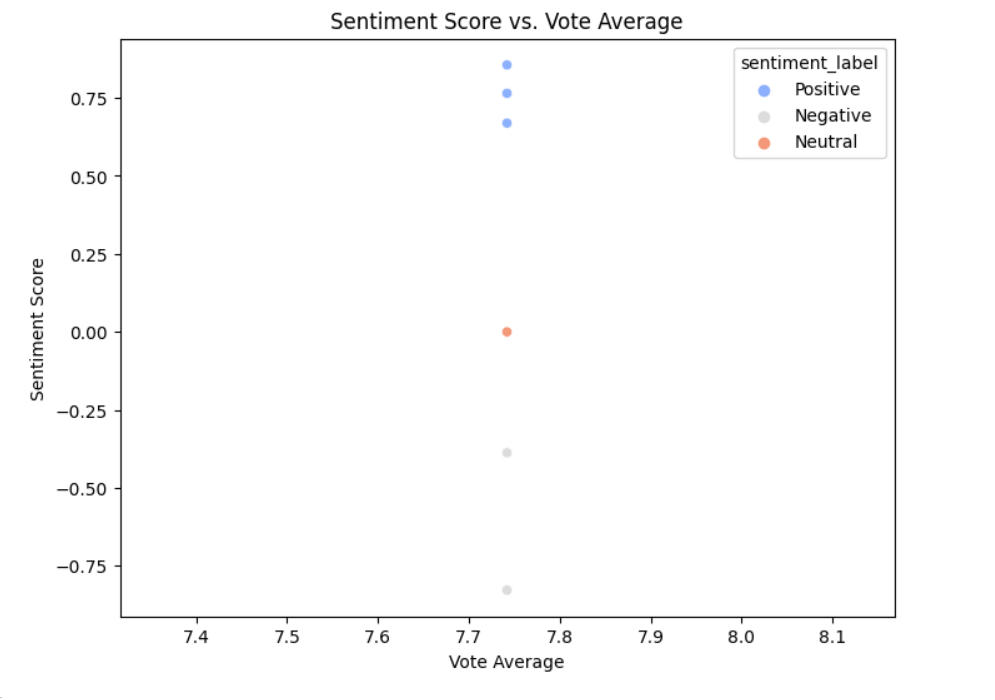 Sentiment Score vs. Vote Average
sentiment_label
Positive
Negative
Neutral
0.75
0.50
0.25
0.00
−0.25
−0.50
−0.75
Sentiment Score
7.4 7.5 7.6 7.7 7.8 7.9 8.0 8.1
Vote Average